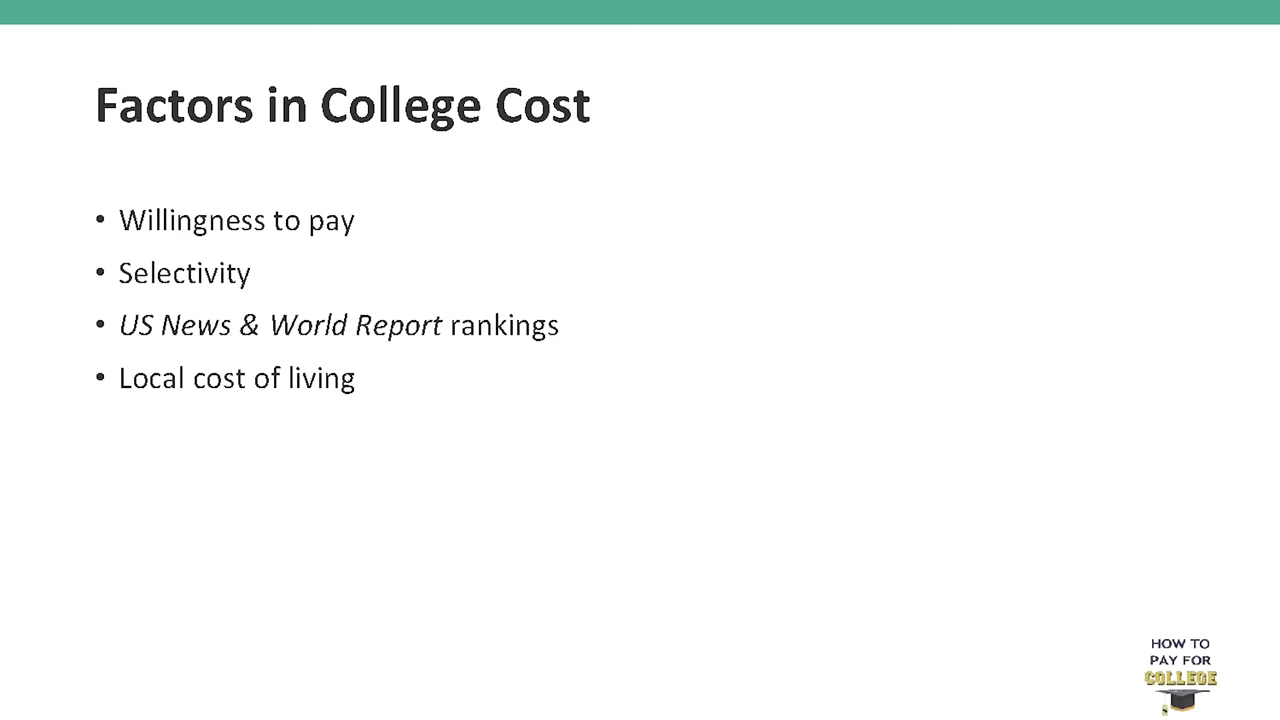 Factors in College Cost
• Willingness to pay
• Selectivity
• US News & World Report rankings
• Local cost of living
HOW TO
PAY FOR
COLLEGE